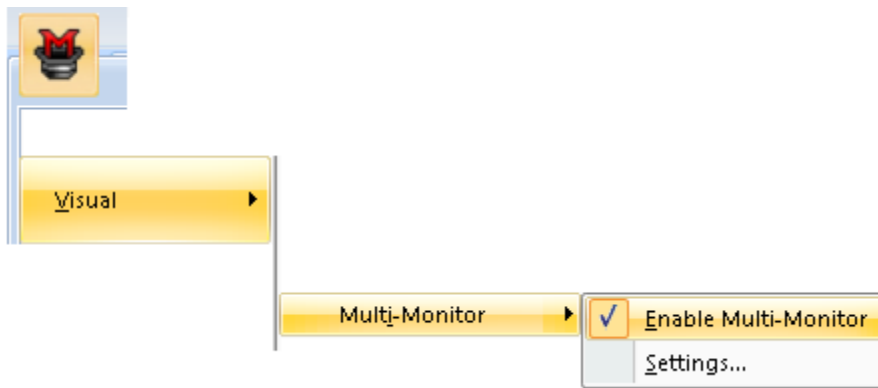 M
Visual
Multi-Monitor
Enable Multi-Monitor
Settings...